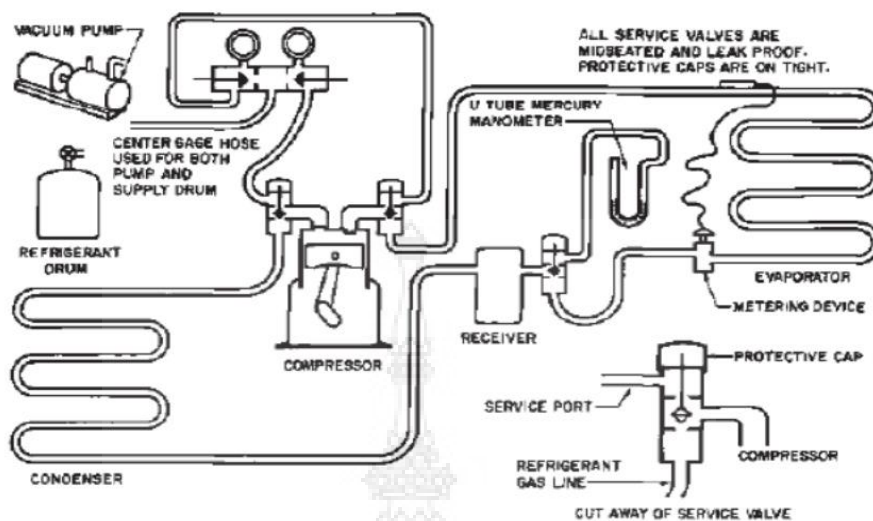 VACUUM PUMP
ALL SERVICE VALVES ARE
MIDSEATED AND LEAK PROOF.
PROTECTIVE CAPS ARE ON TIGHT.
U TUBE MERCURY
MANOMETER
CENTER GAGE HOSE
USED FOR BOTH
PUMP AND
SUPPLY DRUM
REFRIGERANT
DRUM
EVAPORATOR
METERING DEVICE
RECEIVER
COMPRESSOR
PROTECTIVE CAP
SERVICE PORT
COMPRESSOR
REFRIGERANT
GAS LINE
CONDENSER
CUT AWAY OF SERVICE VALVE